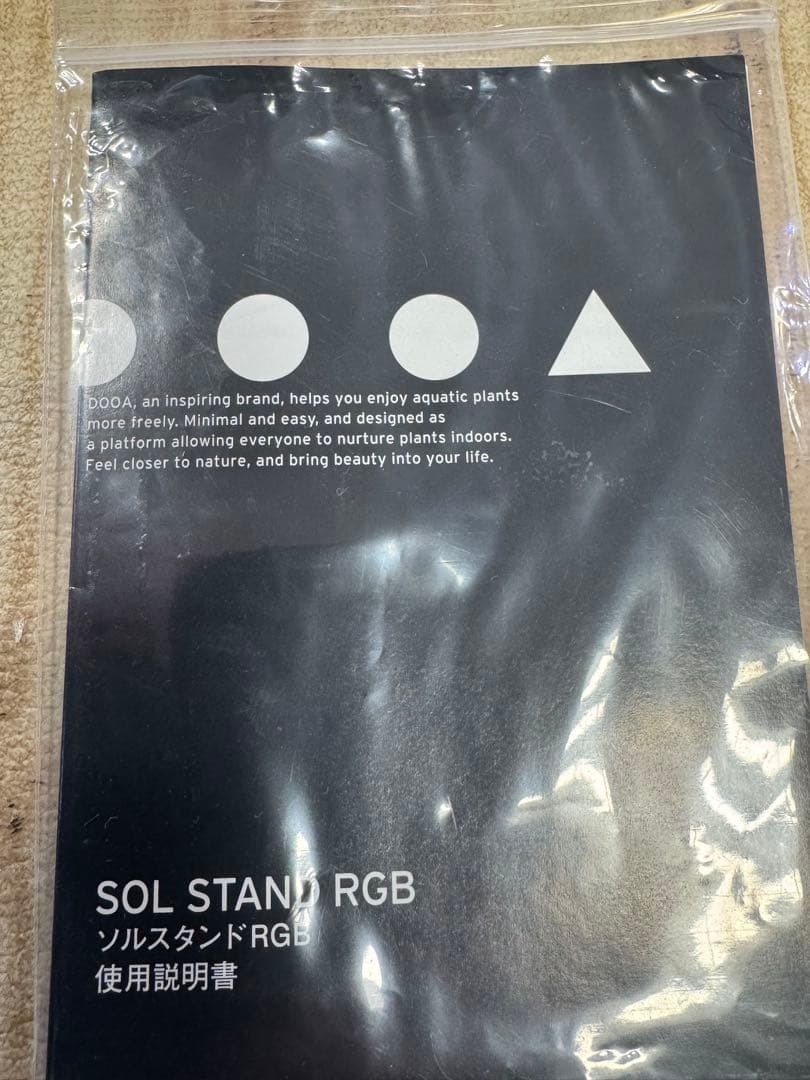 DOOA, an inspiring brand, helps you enjoy aquatic plants
more freely. Minimal and easy, and designed as
a platform allowing everyone to nurture plants indoors.
Feel closer to nature, and bring beauty into your life.
SOL STAND RGB
ソルスタンドRGB
使用説明書